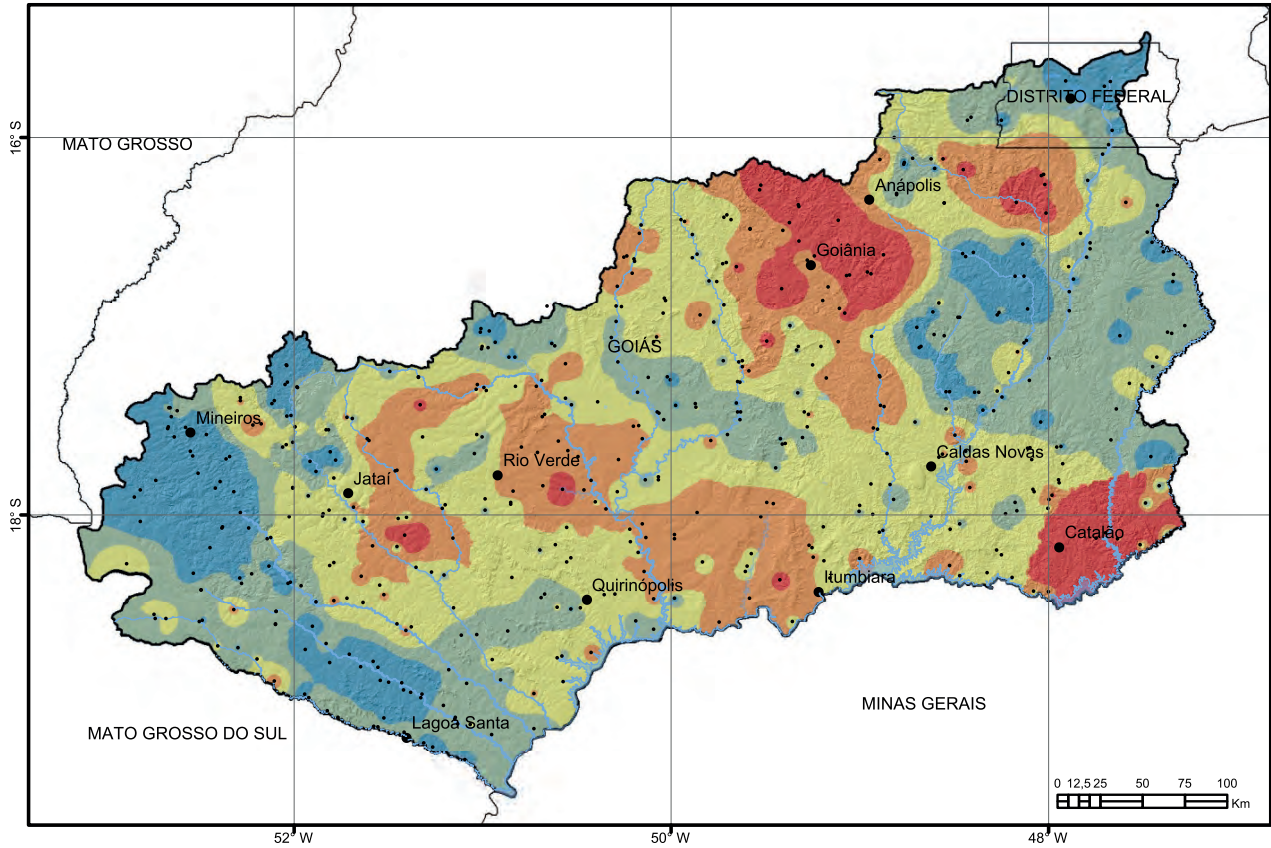 DISTRITO FEDERAL
16° S
MATO GROSSO
Anápolis
Goiânia
GOIÁS
Mineiros
Caldas Novas
Rio Verde
Jataí
18° S
Catalão
Itumbiara
Quirinópolis
MINAS GERAIS
Lagoa Santa
MATO GROSSO DO SUL
0 12,5 25 50 75 100
Km
52° W 50° W 48° W